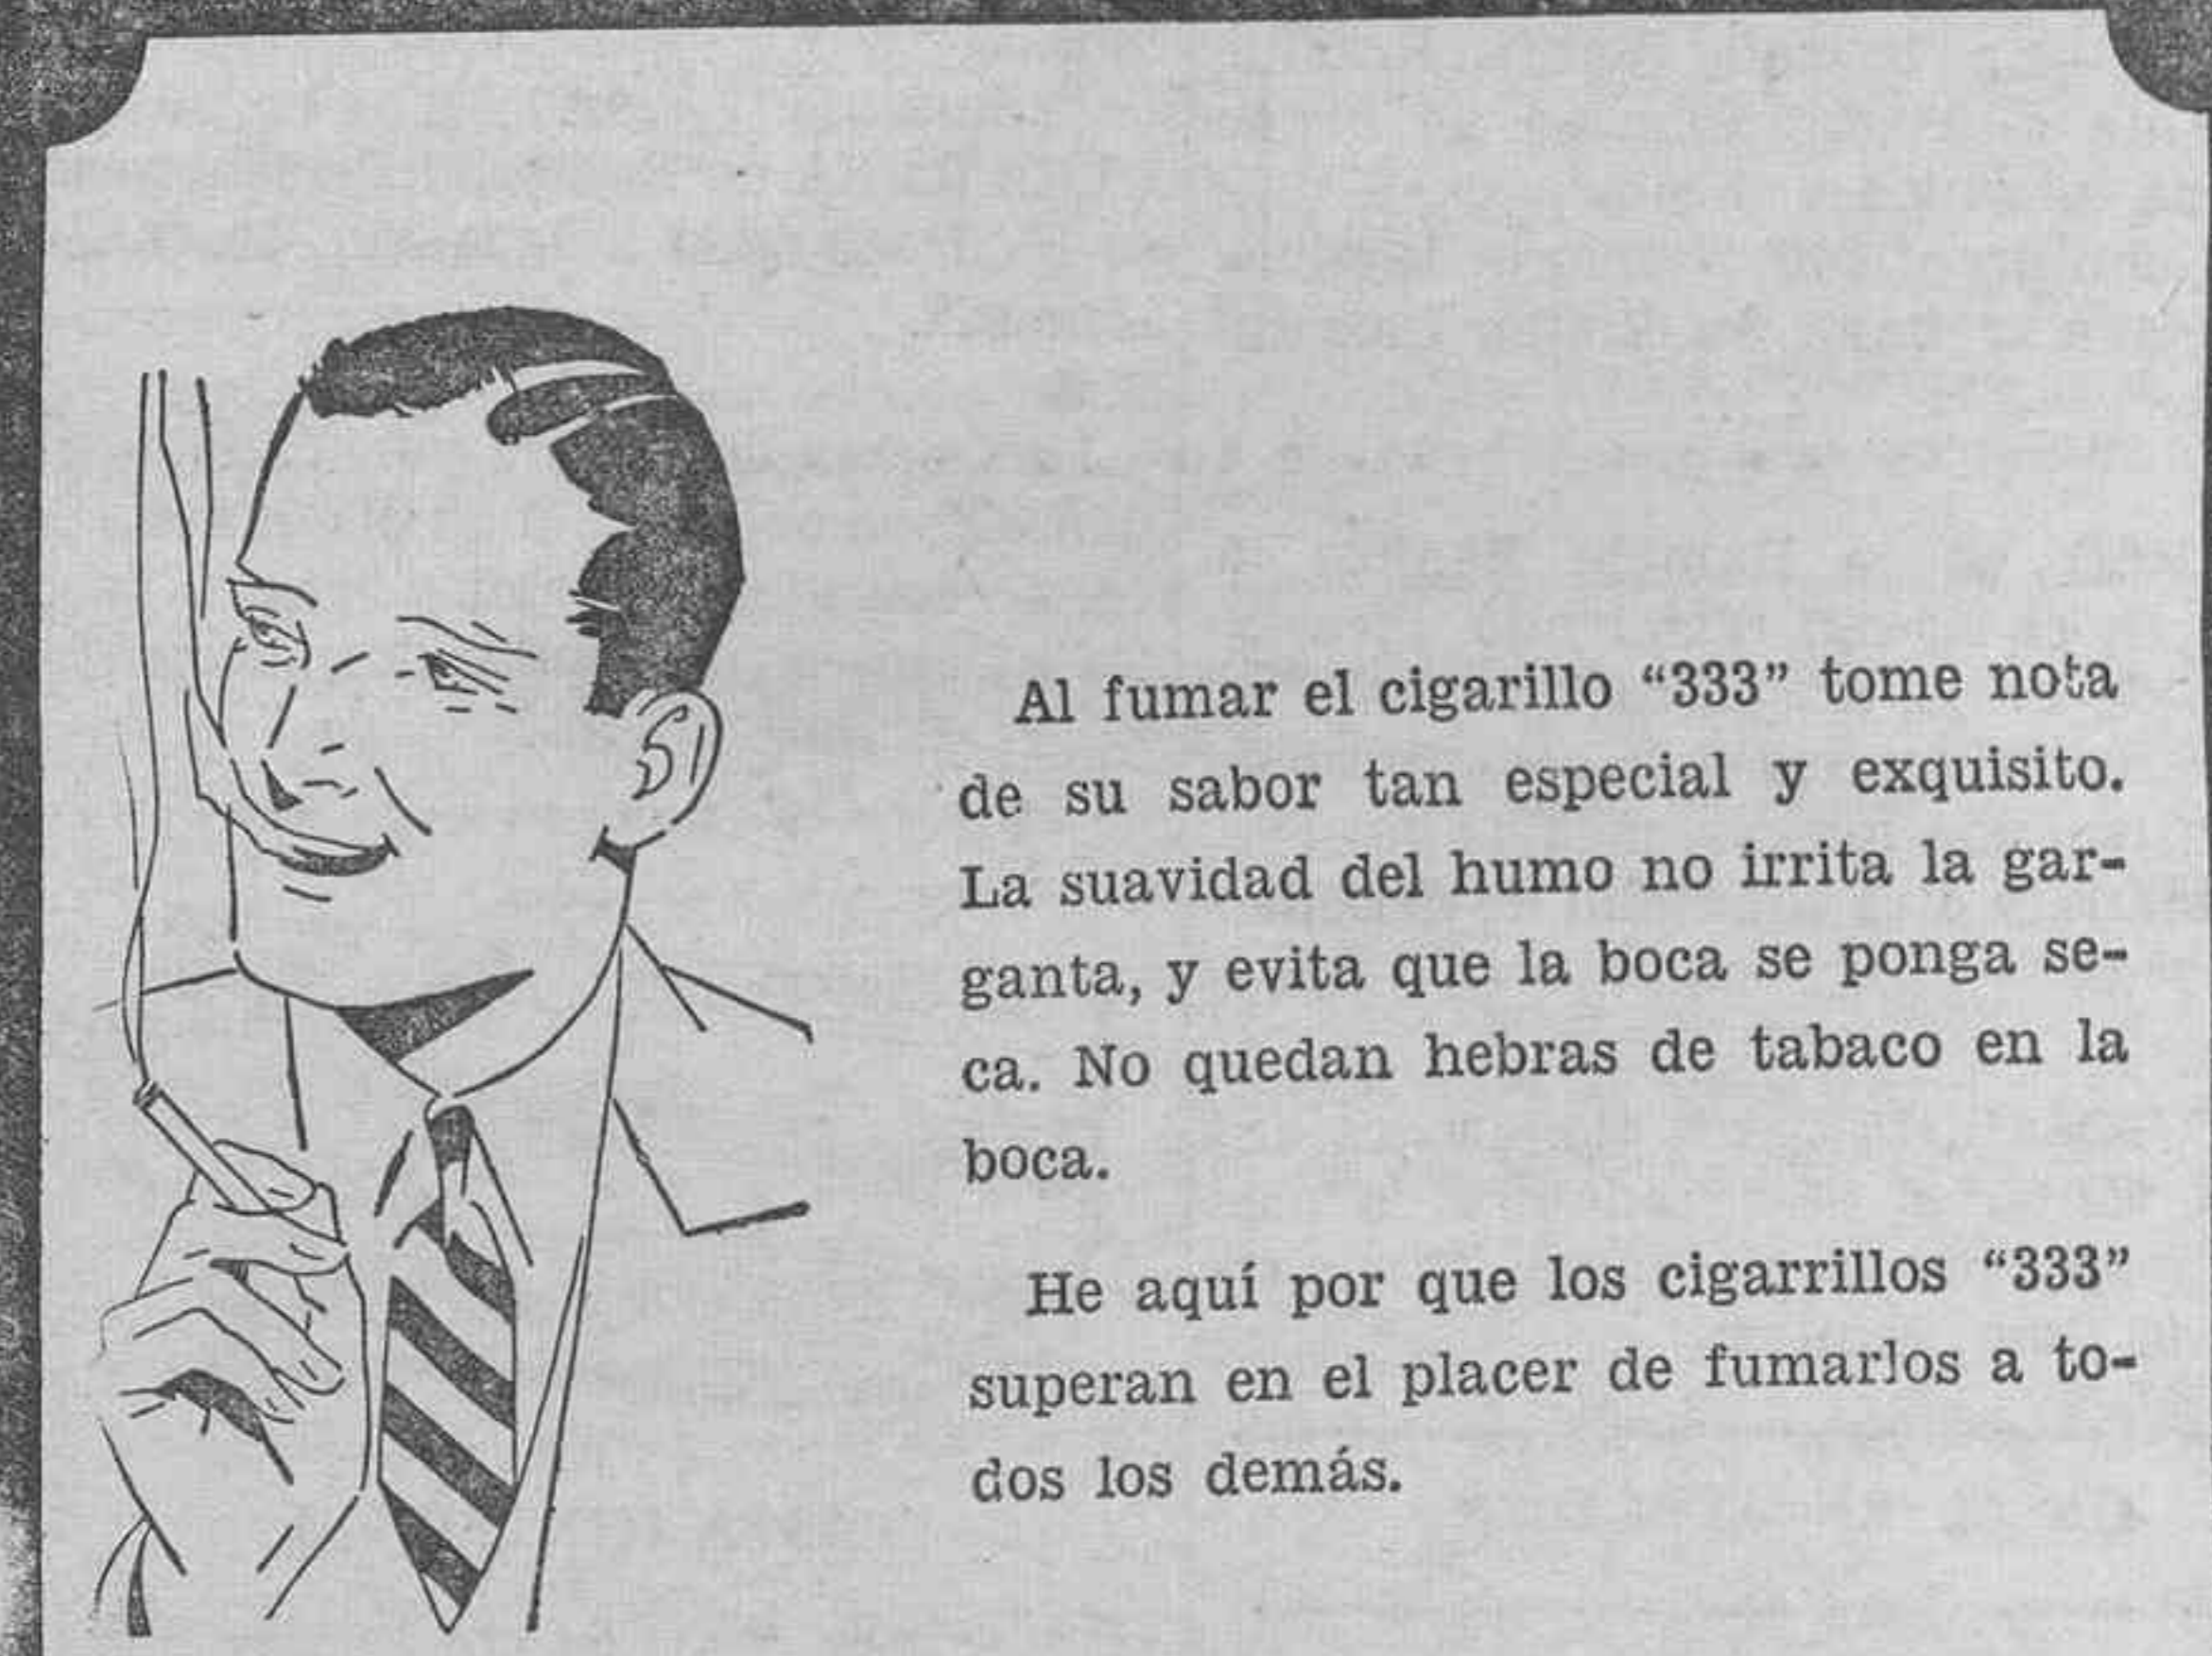 Al fumar el cigarillo “333” tome nota
de su sabor tan especial y exquisito.
La suavidad del humo no irrita la gar-
ganta, y evita que la boca se ponga se-
ca. No quedan hebras de tabaco en la
boca.
He aquí por que los cigarrillos “333”
superan en el placer de fumarlos a to-
dos los demás.